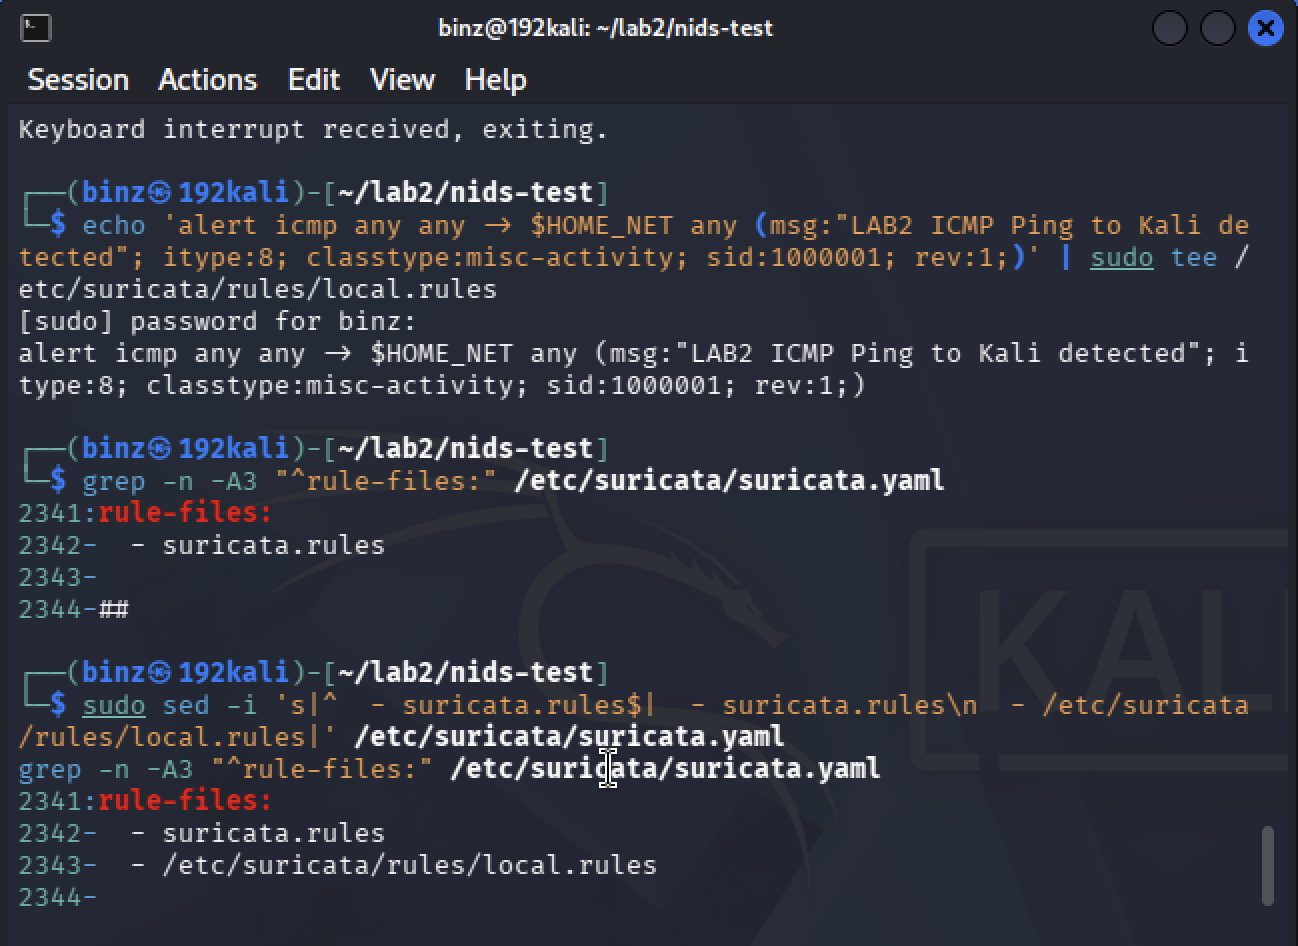 binz@192kali: ~/lab2/nids-test
Session Actions Edit View Help
Keyboard interrupt received, exiting.
┌──(binz㉿192kali)-[~/lab2/nids-test]
└─$ echo 'alert icmp any any -> $HOME_NET any (msg:"LAB2 ICMP Ping to Kali de
tected"; itype:8; classtype:misc-activity; sid:1000001; rev:1;)' | sudo tee /
etc/suricata/rules/local.rules
[sudo] password for binz:
alert icmp any any -> $HOME_NET any (msg:"LAB2 ICMP Ping to Kali detected"; i
type:8; classtype:misc-activity; sid:1000001; rev:1;)
┌──(binz㉿192kali)-[~/lab2/nids-test]
└─$ grep -n -A3 "^rule-files:" /etc/suricata/suricata.yaml
2341:rule-files:
2342-  - suricata.rules
2343-
2344-##
┌──(binz㉿192kali)-[~/lab2/nids-test]
└─$ sudo sed -i 's|^  - suricata.rules$|  - suricata.rules\n  - /etc/suricata
/rules/local.rules|' /etc/suricata/suricata.yaml
grep -n -A3 "^rule-files:" /etc/suricata/suricata.yaml
2341:rule-files:
2342-  - suricata.rules
2343-  - /etc/suricata/rules/local.rules
2344-
KALI